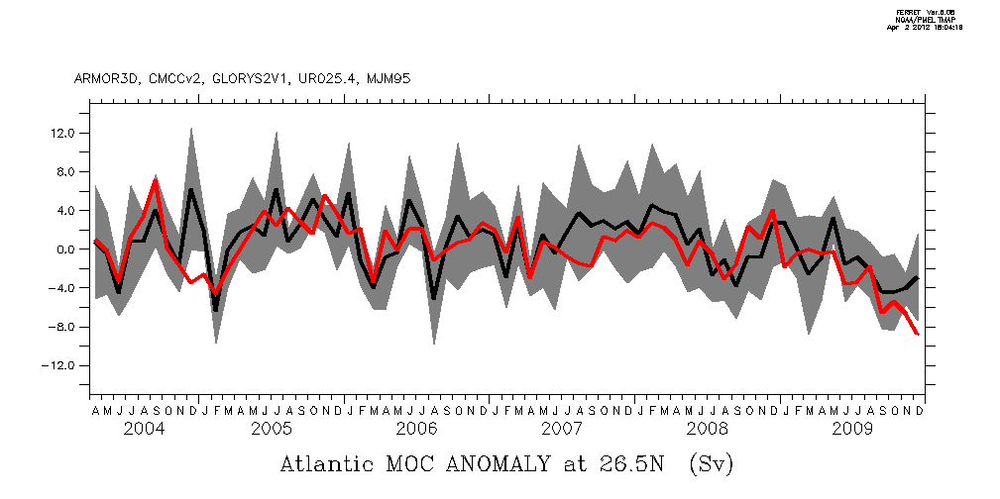 FERRET Ver.6.08
NOAA/PMEL TMAP
Apr 2 2012 16:04:18
ARMOR3D, CMCCv2, GLORYS2V1, UR025.4, MJM95
12.0
8.0
4.0
0.0
-4.0
-8.0
-12.0
A M J J A S O N D J F M A M J J A S O N D J F M A M J J A S O N D J F M A M J J A S O N D J F M A M J J A S O N D J F M A M J J A S O N D
2004 2005 2006 2007 2008 2009
Atlantic MOC ANOMALY at 26.5N (Sv)